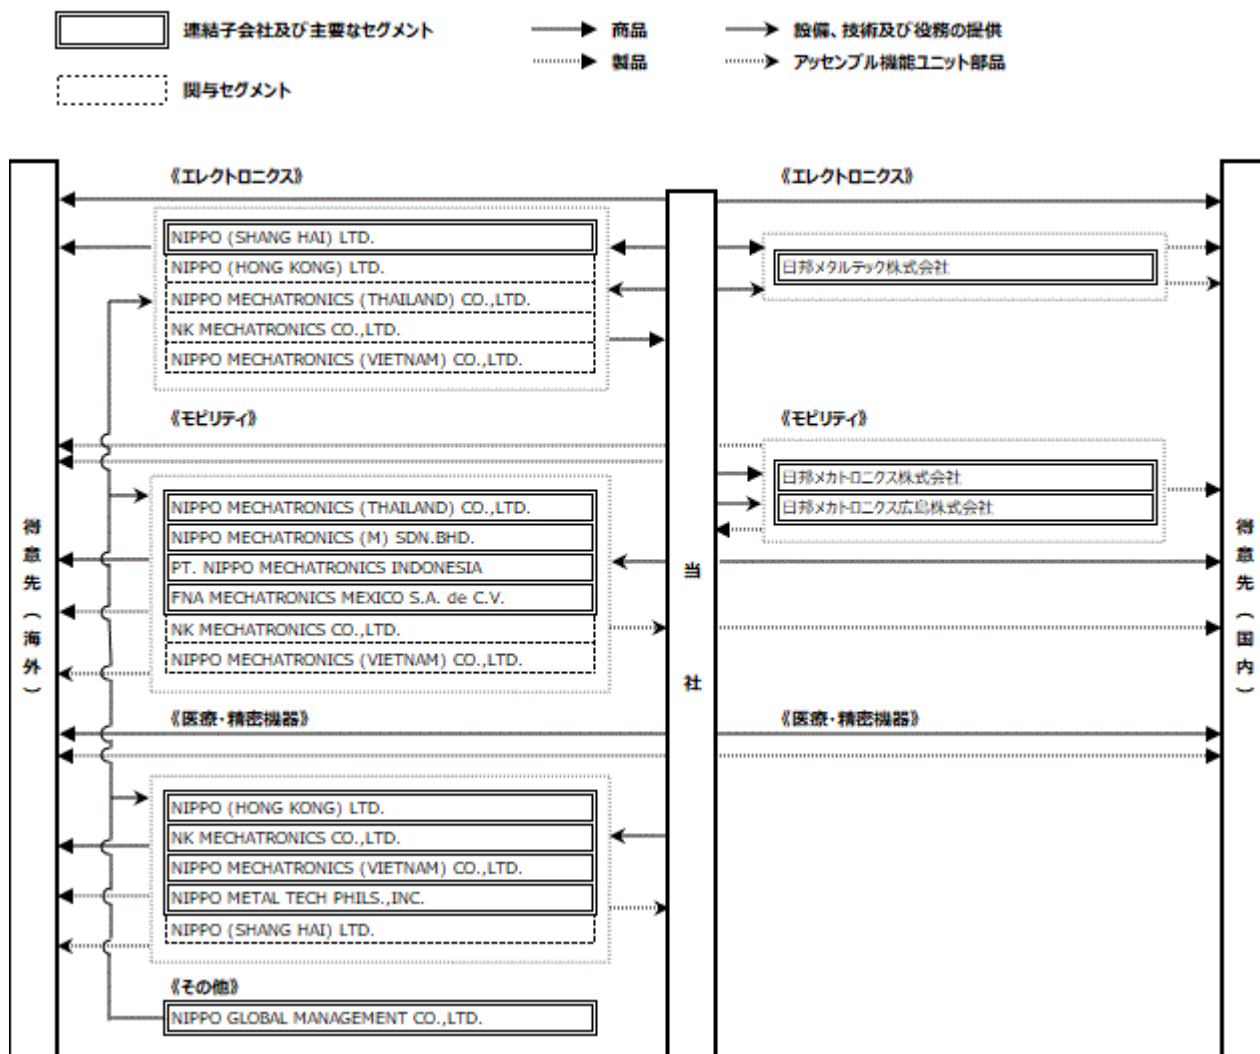 連結子会社及び主要なセグメント
商品
設備、技術及び役務の提供
製品
アッセンブル機能ユニット部品
関与セグメント
《エレクトロニクス》
《エレクトロニクス》
NIPPO (SHANG HAI) LTD.
NIPPO (HONG KONG) LTD.
NIPPO MECHATRONICS (THAILAND) CO.,LTD.
NK MECHATRONICS CO.,LTD.
NIPPO MECHATRONICS (VIETNAM) CO.,LTD.
日邦メタルテック株式会社
《モビリティ》
《モビリティ》
日邦メカトロニクス株式会社
日邦メカトロニクス広島株式会社
NIPPO MECHATRONICS (THAILAND) CO.,LTD.
NIPPO MECHATRONICS (M) SDN.BHD.
PT. NIPPO MECHATRONICS INDONESIA
FNA MECHATRONICS MEXICO S.A. de C.V.
NK MECHATRONICS CO.,LTD.
NIPPO MECHATRONICS (VIETNAM) CO.,LTD.
得意先(海外)
当社
得意先(国内)
《医療・精密機器》
《医療・精密機器》
NIPPO (HONG KONG) LTD.
NK MECHATRONICS CO.,LTD.
NIPPO MECHATRONICS (VIETNAM) CO.,LTD.
NIPPO METAL TECH PHILS.,INC.
NIPPO (SHANG HAI) LTD.
《その他》
NIPPO GLOBAL MANAGEMENT CO.,LTD.